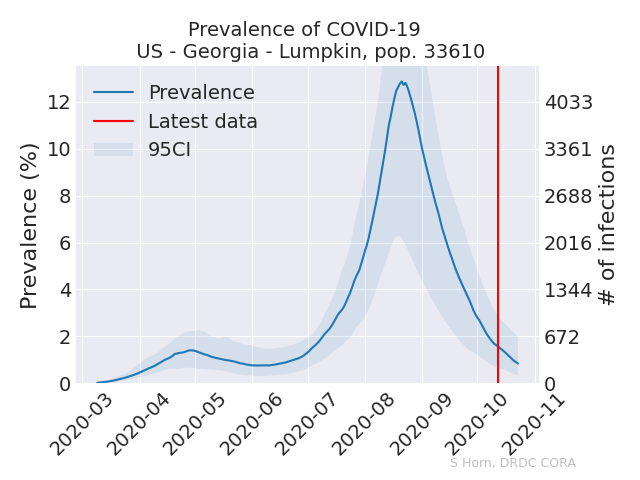 Prevalence of COVID-19
US - Georgia - Lumpkin, pop. 33610
Prevalence
Latest data
95CI
Prevalence (%)
12
10
8
6
4
2
0
4033
3361
2688
2016
1344
672
0
# of infections
2020-03
2020-04
2020-05
2020-06
2020-07
2020-08
2020-09
2020-10
2020-11
S Horn, DRDC CORA